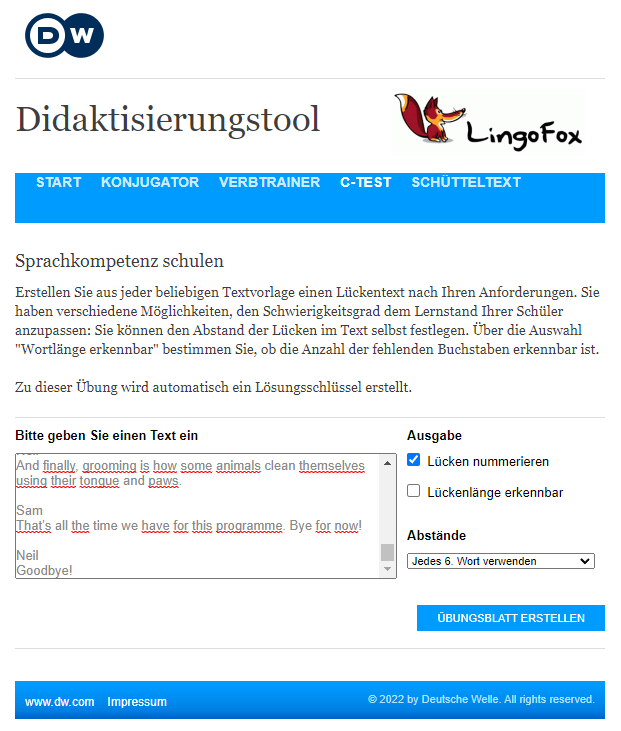 DW
Didaktisierungstool
LingoFox
START KONJUGATOR VERBTRAINER C-TEST SCHÜTTELTEXT
Sprachkompetenz schulen
Erstellen Sie aus jeder beliebigen Textvorlage einen Lückentext nach Ihren Anforderungen. Sie
haben verschiedene Möglichkeiten, den Schwierigkeitsgrad dem Lernstand Ihrer Schüler
anzupassen: Sie können den Abstand der Lücken im Text selbst festlegen. Über die Auswahl
"Wortlänge erkennbar" bestimmen Sie, ob die Anzahl der fehlenden Buchstaben erkennbar ist.
Zu dieser Übung wird automatisch ein Lösungsschlüssel erstellt.
Bitte geben Sie einen Text ein
And finally, grooming is how some animals clean themselves
using their tongue and paws.
Sam
That's all the time we have for this programme. Bye for now!
Neil
Goodbye!
Ausgabe
Lücken nummerieren
Lückenlänge erkennbar
Abstände
Jedes 6. Wort verwenden
ÜBUNGSBLATT ERSTELLEN
www.dw.com Impressum
© 2022 by Deutsche Welle. All rights reserved.